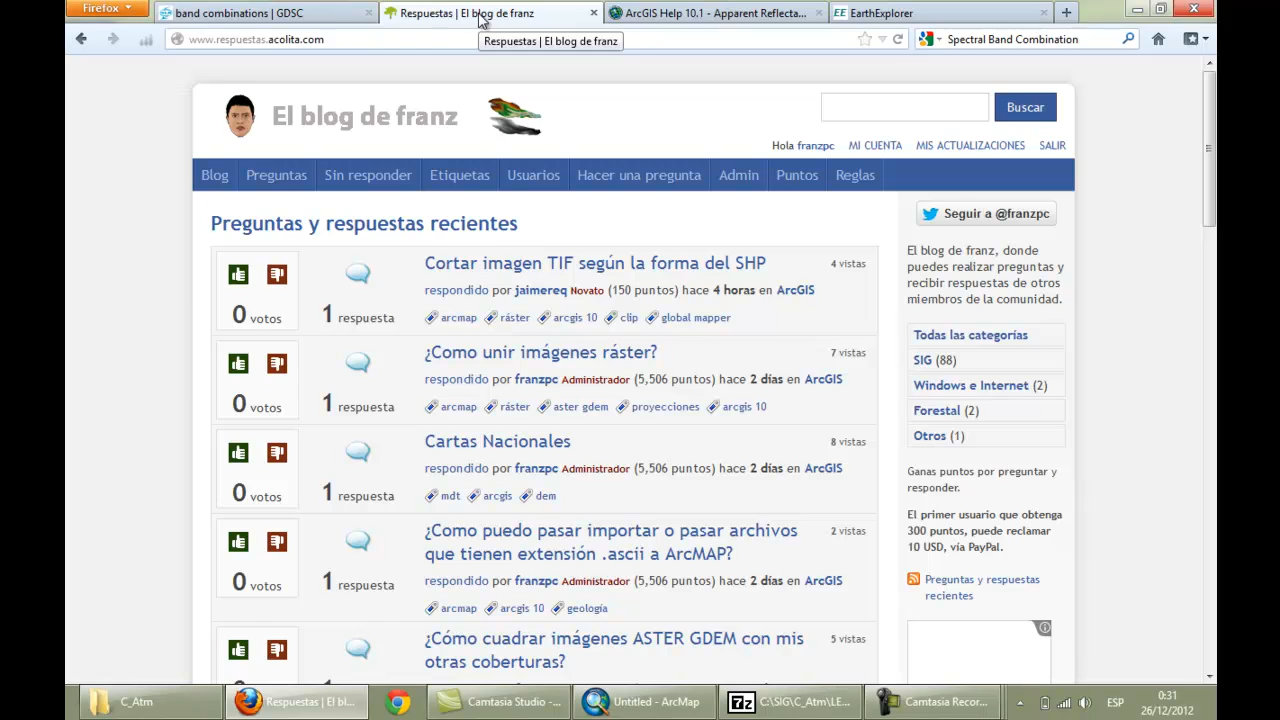 Firefox
band combinations | GDSC
Respuestas | El blog de franz
ArcGIS Help 10.1 - Apparent Reflecta...
EE EarthExplorer
www.respuestas.acolita.com
Spectral Band Combination
Respuestas | El blog de franz
El blog de franz
Buscar
Hola franzpc MI CUENTA MIS ACTUALIZACIONES SALIR
Blog Preguntas Sin responder Etiquetas Usuarios Hacer una pregunta Admin Puntos Reglas
Preguntas y respuestas recientes
0 votos
1 respuesta
Cortar imagen TIF según la forma del SHP
4 vistas
respondido por jaimereq Novato (150 puntos) hace 4 horas en ArcGIS
arcmap ráster arcgis 10 clip global mapper
0 votos
1 respuesta
¿Como unir imágenes ráster?
7 vistas
respondido por franzpc Administrador (5,506 puntos) hace 2 días en ArcGIS
arcmap ráster aster gdem proyecciones arcgis 10
0 votos
1 respuesta
Cartas Nacionales
8 vistas
respondido por franzpc Administrador (5,506 puntos) hace 2 días en ArcGIS
mdt arcgis dem
0 votos
1 respuesta
¿Como puedo pasar importar o pasar archivos
que tienen extensión .ascii a ArcMAP?
2 vistas
respondido por franzpc Administrador (5,506 puntos) hace 2 días en ArcGIS
arcmap arcgis 10 geología
¿Cómo cuadrar imágenes ASTER GDEM con mis
otras coberturas?
5 vistas
Seguir a @franzpc
El blog de franz, donde
puedes realizar preguntas y
recibir respuestas de otros
miembros de la comunidad.
Todas las categorías
SIG (88)
Windows e Internet (2)
Forestal (2)
Otros (1)
Ganas puntos por preguntar y
responder.
El primer usuario que obtenga
300 puntos, puede reclamar
10 USD, vía PayPal.
Preguntas y respuestas
recientes
C_Atm
Respuestas | El bl...
Camtasia Studio -...
Untitled - ArcMap
7z C:\SIG\C_Atm\LE...
Camtasia Recor...
ESP
0:31
26/12/2012